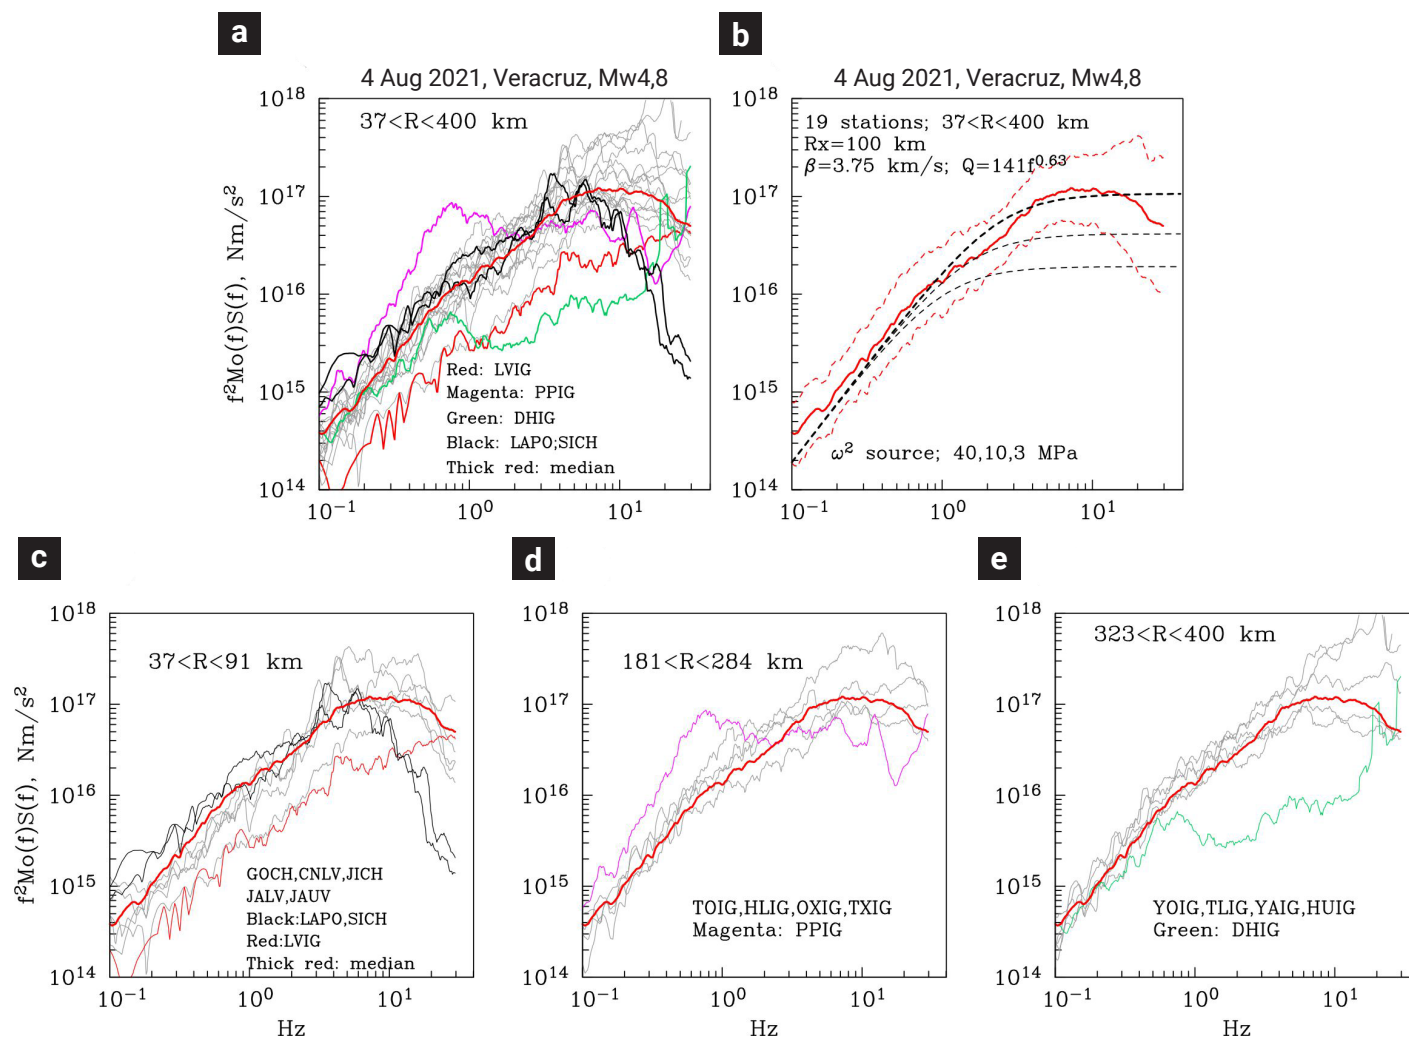 a
4 Aug 2021, Veracruz, Mw4,8
37<R<400 km
f²Mo(f)S(f), Nm/s²
10¹⁸
10¹⁷
10¹⁶
10¹⁵
10¹⁴
Red: LVIG
Magenta: PPIG
Green: DHIG
Black: LAPO;SICH
Thick red: median
10⁻¹ 10⁰ 10¹
b
4 Aug 2021, Veracruz, Mw4,8
10¹⁸
10¹⁷
10¹⁶
10¹⁵
10¹⁴
19 stations; 37<R<400 km
Rx=100 km
β=3.75 km/s; Q=141f⁰·⁶³
ω² source; 40,10,3 MPa
10⁻¹ 10⁰ 10¹
c
f²Mo(f)S(f), Nm/s²
10¹⁸
10¹⁷
10¹⁶
10¹⁵
10¹⁴
37<R<91 km
GOCH,CNLV,JICH
JALV,JAUV
Black:LAPO,SICH
Red:LVIG
Thick red: median
10⁻¹ 10⁰ 10¹
Hz
d
10¹⁸
10¹⁷
10¹⁶
10¹⁵
10¹⁴
181<R<284 km
TOIG,HLIG,OXIG,TXIG
Magenta: PPIG
10⁻¹ 10⁰ 10¹
Hz
e
10¹⁸
10¹⁷
10¹⁶
10¹⁵
10¹⁴
323<R<400 km
YOIG,TLIG,YAIG,HUIG
Green: DHIG
10⁻¹ 10⁰ 10¹
Hz